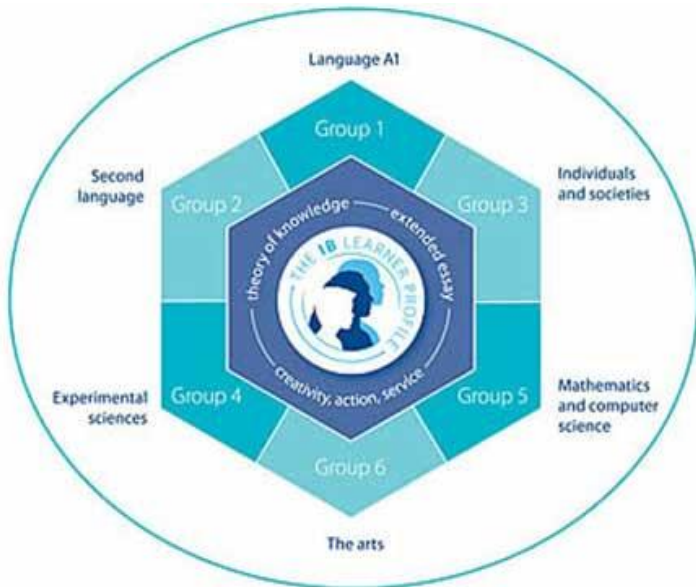 Language A1
Group 1
Second
language
Group 2
Individuals
and societies
Group 3
theory of knowledge
extended essay
THE IB LEARNER PROFILE
creativity, action, service
Experimental
sciences
Group 4
Mathematics
and computer
science
Group 5
Group 6
The arts